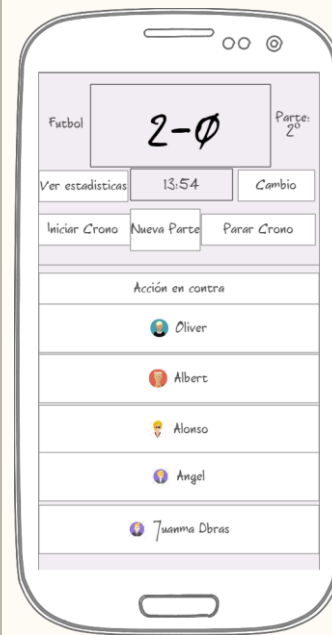 Futbol
2-0
Parte:
2º
Ver estadisticas
13:54
Cambio
Iniciar Crono
Nueva Parte
Parar Crono
Acción en contra
Oliver
Albert
Alonso
Angel
Juanma Dbras